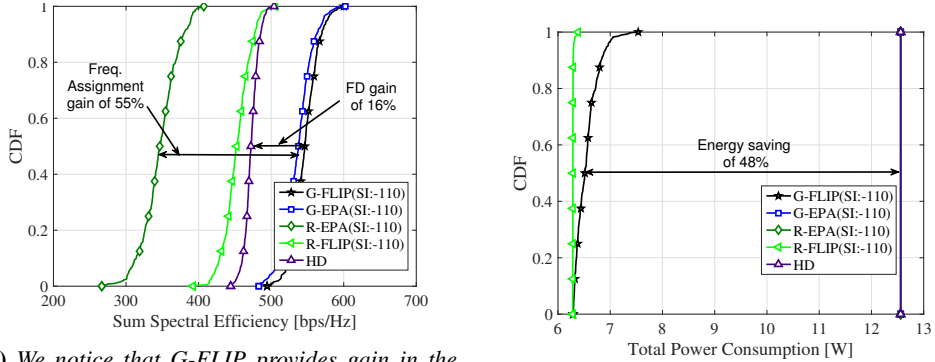 1
0.8
0.6
0.4
0.2
0
CDF
200
300
400
500
600
700
Sum Spectral Efficiency [bps/Hz]
Freq.
Assignment
gain of 55%
FD gain
of 16%
G-FLIP(SI:-110)
G-EPA(SI:-110)
R-EPA(SI:-110)
R-FLIP(SI:-110)
HD
1
0.8
0.6
0.4
0.2
0
CDF
6
7
8
9
10
11
12
13
Total Power Consumption [W]
Energy saving
of 48%
G-FLIP(SI:-110)
G-EPA(SI:-110)
R-EPA(SI:-110)
R-FLIP(SI:-110)
HD
) We notice that G-FLIP provides gain in the